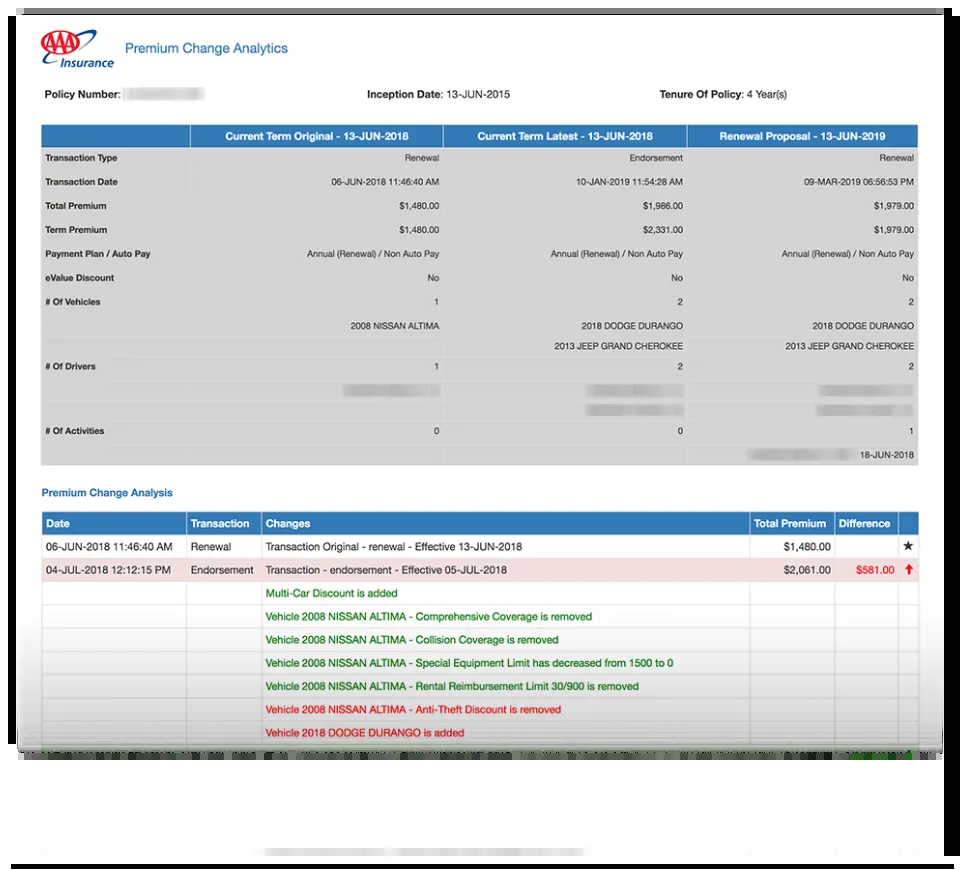 AAA
Insurance
Premium Change Analytics
Policy Number: Inception Date: 13-JUN-2015 Tenure Of Policy: 4 Year(s)
Current Term Original - 13-JUN-2018 Current Term Latest - 13-JUN-2018 Renewal Proposal - 13-JUN-2019
Transaction Type Renewal Endorsement Renewal
Transaction Date 06-JUN-2018 11:46:40 AM 10-JAN-2019 11:54:28 AM 09-MAR-2019 06:56:53 PM
Total Premium $1,480.00 $1,986.00 $1,979.00
Term Premium $1,480.00 $2,331.00 $1,979.00
Payment Plan / Auto Pay Annual (Renewal) / Non Auto Pay Annual (Renewal) / Non Auto Pay Annual (Renewal) / Non Auto Pay
eValue Discount No No No
# Of Vehicles 1 2 2
2008 NISSAN ALTIMA 2018 DODGE DURANGO 2018 DODGE DURANGO
2013 JEEP GRAND CHEROKEE 2013 JEEP GRAND CHEROKEE
# Of Drivers 1 2 2
# Of Activities 0 0 1
18-JUN-2018
Premium Change Analysis
Date Transaction Changes Total Premium Difference
06-JUN-2018 11:46:40 AM Renewal Transaction Original - renewal - Effective 13-JUN-2018 $1,480.00 ★
04-JUL-2018 12:12:15 PM Endorsement Transaction - endorsement - Effective 05-JUL-2018 $2,061.00 $581.00 ↑
Multi-Car Discount is added
Vehicle 2008 NISSAN ALTIMA - Comprehensive Coverage is removed
Vehicle 2008 NISSAN ALTIMA - Collision Coverage is removed
Vehicle 2008 NISSAN ALTIMA - Special Equipment Limit has decreased from 1500 to 0
Vehicle 2008 NISSAN ALTIMA - Rental Reimbursement Limit 30/900 is removed
Vehicle 2008 NISSAN ALTIMA - Anti-Theft Discount is removed
Vehicle 2018 DODGE DURANGO is added